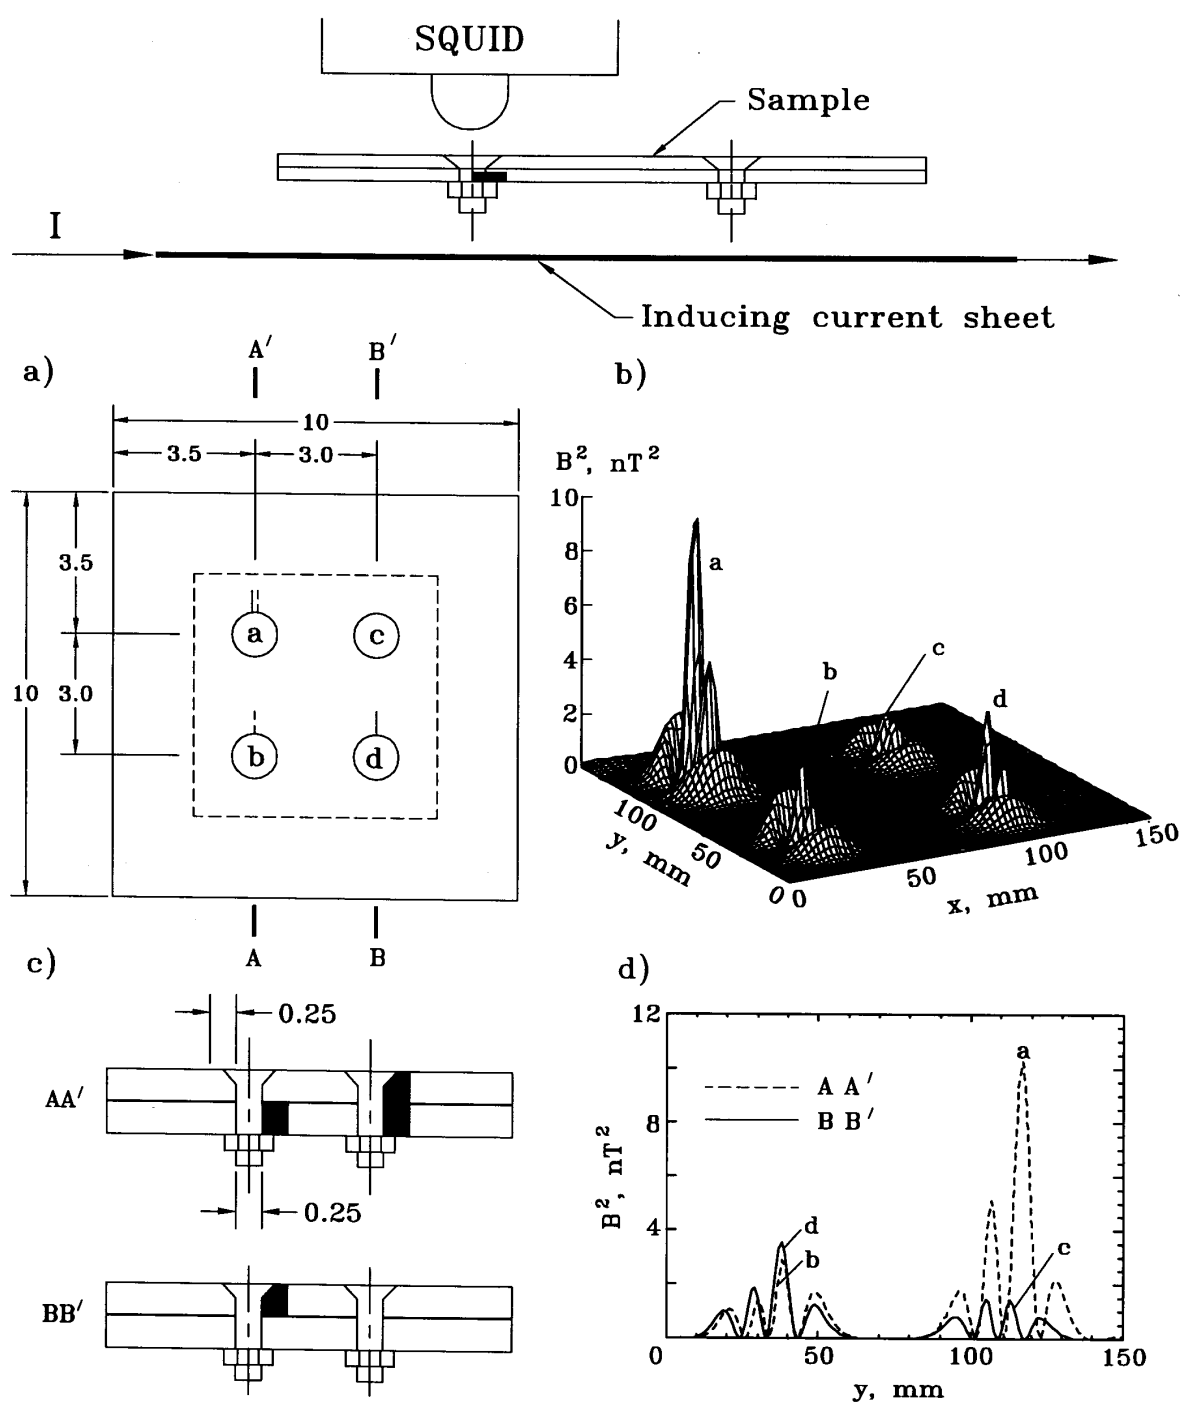 SQUID
Sample
I
Inducing current sheet
a)
A′ B′
10
3.5 3.0
3.5
10 3.0
a c
b d
A B
b)
B², nT²
10
8
6
4
2
0
a
b
c
d
100
50
0
y, mm
0
50
100
150
x, mm
c)
0.25
AA′
0.25
BB′
d)
12
8
4
0
B², nT²
A A′
B B′
a
d
b
c
50
100
150
y, mm